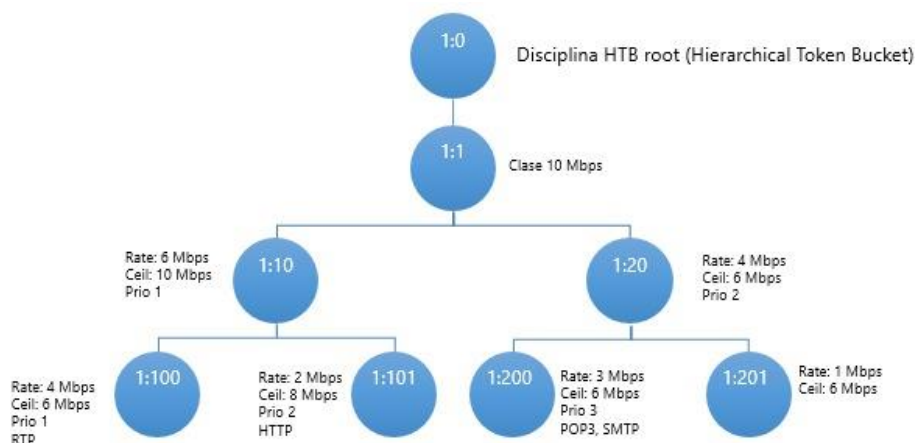 1:0
Disciplina HTB root (Hierarchical Token Bucket)
1:1
Clase 10 Mbps
Rate: 6 Mbps
Ceil: 10 Mbps
Prio 1
1:10
1:20
Rate: 4 Mbps
Ceil: 6 Mbps
Prio 2
Rate: 4 Mbps
Ceil: 6 Mbps
Prio 1
RTP
1:100
Rate: 2 Mbps
Ceil: 8 Mbps
Prio 2
HTTP
1:101
1:200
Rate: 3 Mbps
Ceil: 6 Mbps
Prio 3
POP3, SMTP
1:201
Rate: 1 Mbps
Ceil: 6 Mbps